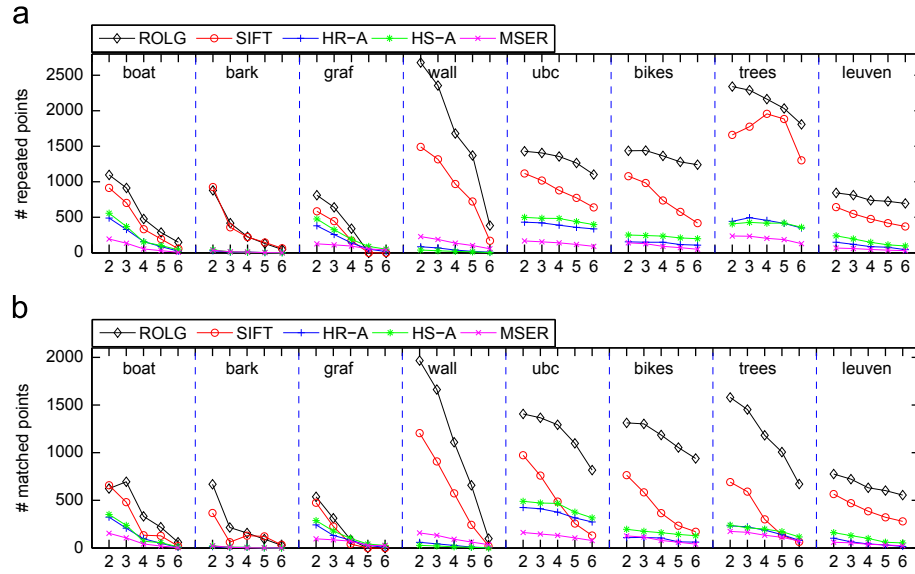 a
ROLG SIFT HR−A HS−A MSER
boat bark graf wall ubc bikes trees leuven
# repeated points
2500
2000
1500
1000
500
0
2 3 4 5 6 2 3 4 5 6 2 3 4 5 6 2 3 4 5 6 2 3 4 5 6 2 3 4 5 6 2 3 4 5 6 2 3 4 5 6
b
ROLG SIFT HR−A HS−A MSER
boat bark graf wall ubc bikes trees leuven
# matched points
2000
1500
1000
500
0
2 3 4 5 6 2 3 4 5 6 2 3 4 5 6 2 3 4 5 6 2 3 4 5 6 2 3 4 5 6 2 3 4 5 6 2 3 4 5 6